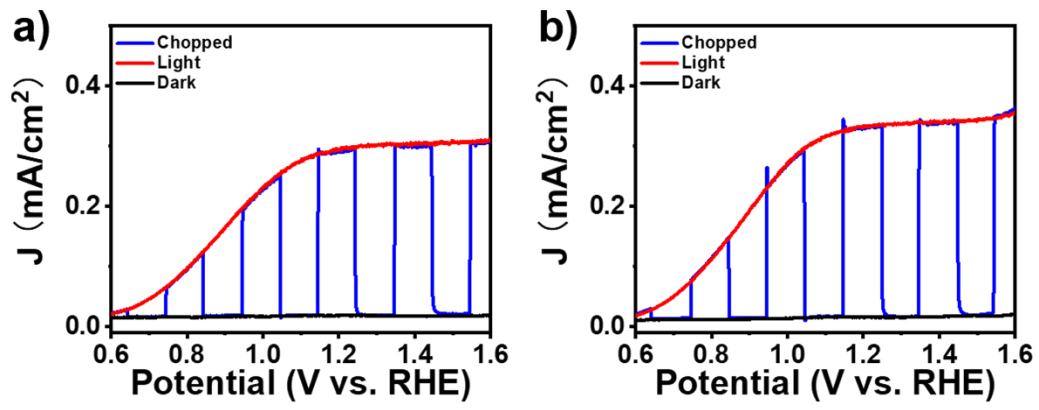 a)
Chopped
Light
Dark
J（mA/cm²）
0.4
0.2
0.0
0.6 0.8 1.0 1.2 1.4 1.6
Potential (V vs. RHE)
b)
Chopped
Light
Dark
J（mA/cm²）
0.4
0.2
0.0
0.6 0.8 1.0 1.2 1.4 1.6
Potential (V vs. RHE)